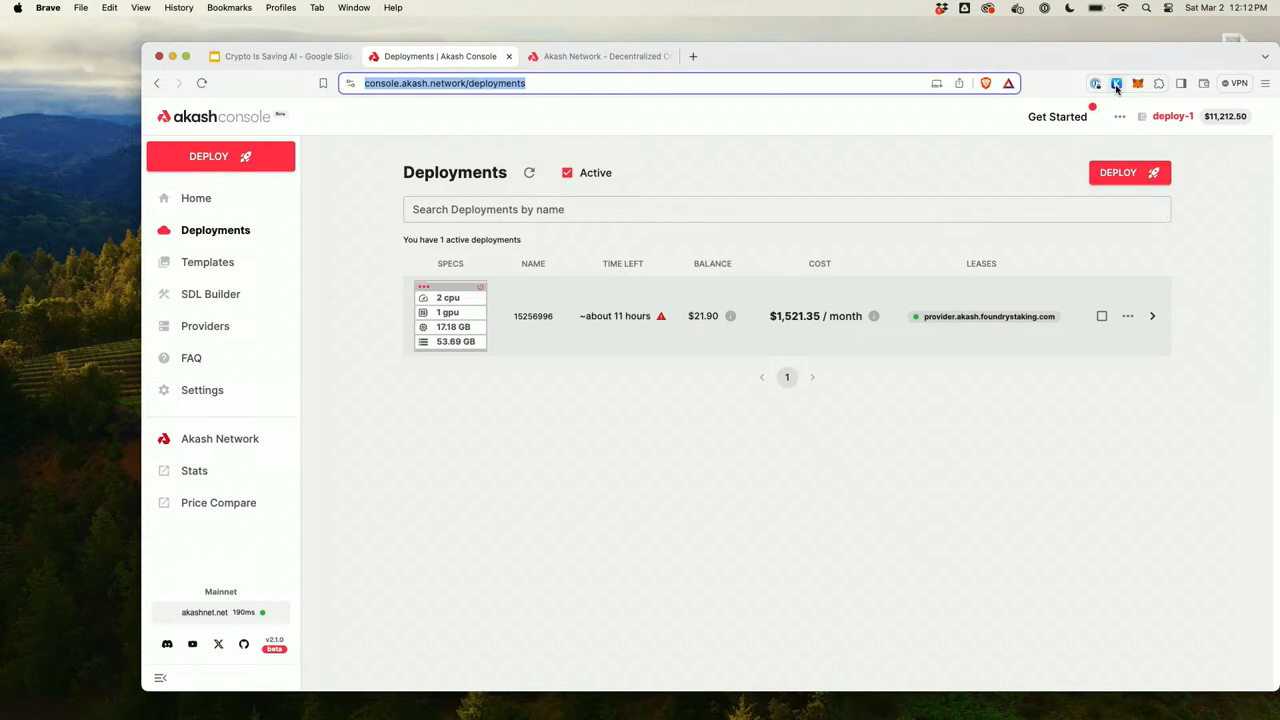 Brave File Edit View History Bookmarks Profiles Tab Window Help
Sat Mar 2 12:12 PM
Crypto Is Saving AI - Google Slide
Deployments | Akash Console
Akash Network - Decentralized C
console.akash.network/deployments
VPN
akashconsole Beta
Get Started
deploy-1 $11,212.50
DEPLOY
Home
Deployments
Templates
SDL Builder
Providers
FAQ
Settings
Akash Network
Stats
Price Compare
Mainnet
akashnet.net 190ms
v2.1.0
beta
Deployments
Active
DEPLOY
Search Deployments by name
You have 1 active deployments
SPECS NAME TIME LEFT BALANCE COST LEASES
2 cpu
1 gpu
17.18 GB
53.69 GB
15256996
~about 11 hours
$21.90
$1,521.35 / month
provider.akash.foundrystaking.com
1